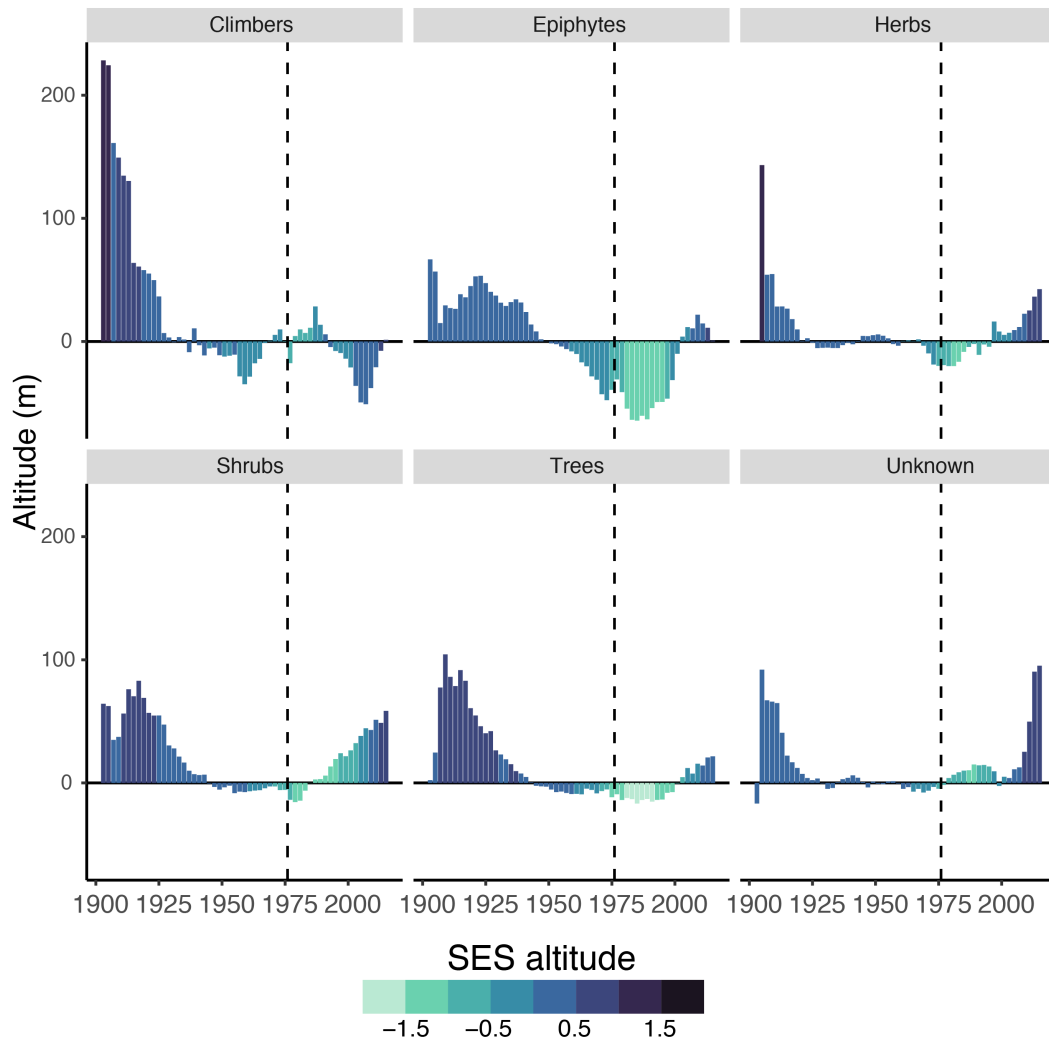 Climbers Epiphytes Herbs
200
100
0
Altitude (m)
Shrubs Trees Unknown
200
100
0
1900 1925 1950 1975 2000 1900 1925 1950 1975 2000 1900 1925 1950 1975 2000
SES altitude
−1.5 −0.5 0.5 1.5